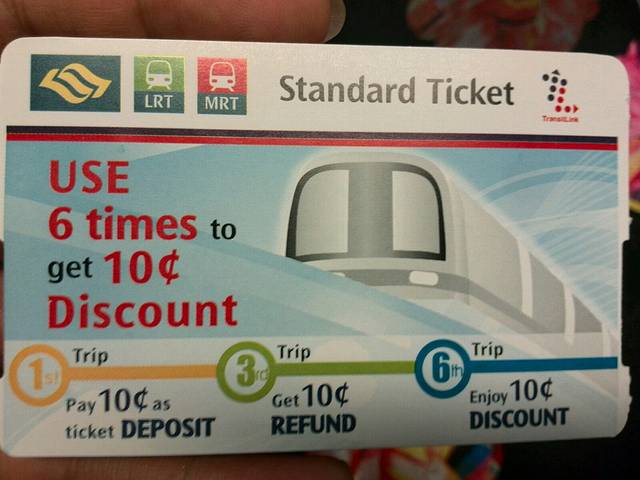 LRT MRT Standard Ticket
TransitLink
USE
6 times to
get 10¢
Discount
1st Trip 3rd Trip 6th Trip
Pay 10¢ as Get 10¢ Enjoy 10¢
ticket DEPOSIT REFUND DISCOUNT